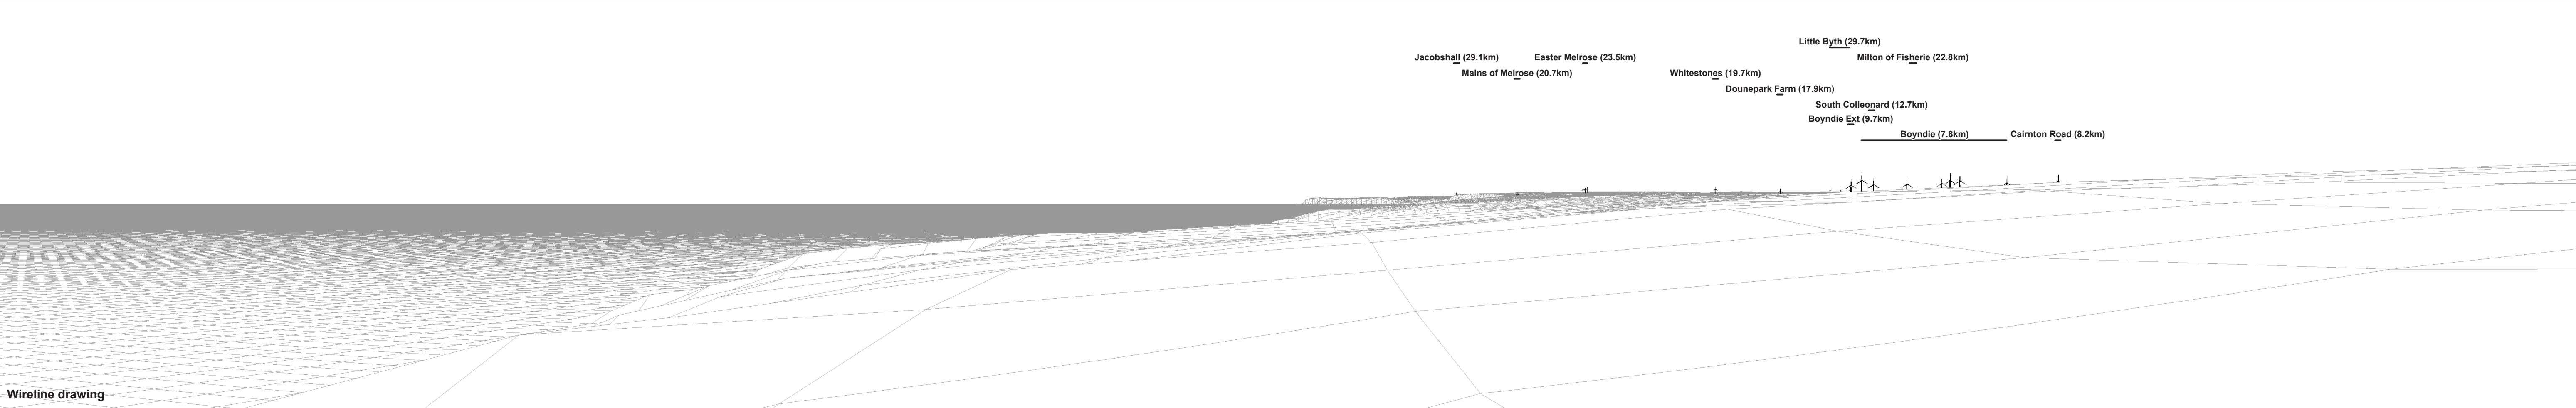 Little Byth (29.7km)
Jacobshall (29.1km)
Easter Melrose (23.5km)
Milton of Fisherie (22.8km)
Mains of Melrose (20.7km)
Whitestones (19.7km)
Dounepark Farm (17.9km)
South Colleonard (12.7km)
Boyndie Ext (9.7km)
Boyndie (7.8km)
Cairnton Road (8.2km)
Wireline drawing